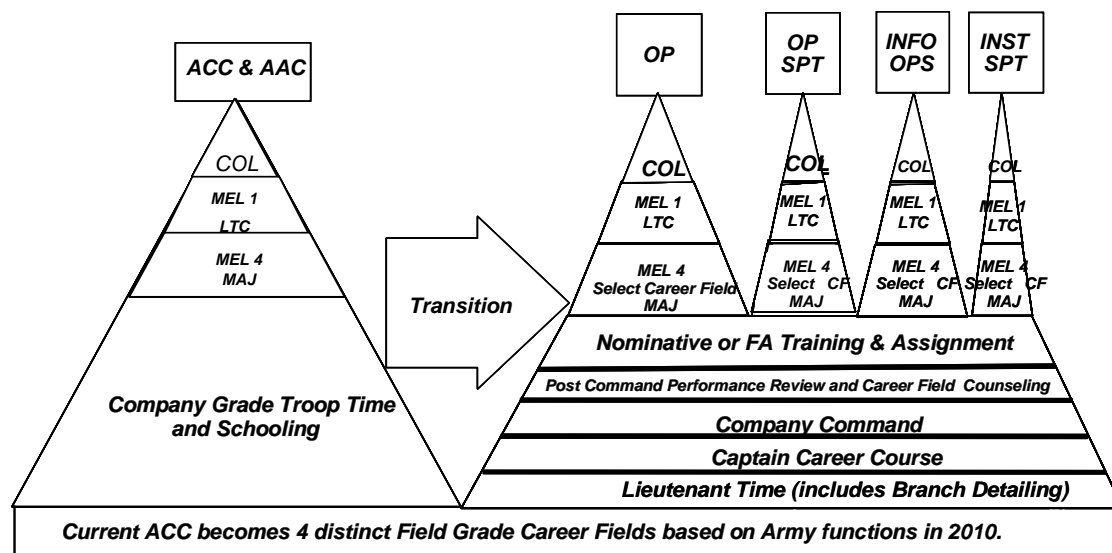 ACC & AAC
COL
MEL 1
LTC
MEL 4
MAJ
Company Grade Troop Time
and Schooling
Transition
OP
COL
MEL 1
LTC
MEL 4
Select Career Field
MAJ
OP
SPT
COL
MEL 1
LTC
MEL 4
Select CF
MAJ
INFO
OPS
COL
MEL 1
LTC
MEL 4
Select CF
MAJ
INST
SPT
COL
MEL 1
LTC
MEL 4
Select CF
MAJ
Nominative or FA Training & Assignment
Post Command Performance Review and Career Field Counseling
Company Command
Captain Career Course
Lieutenant Time (includes Branch Detailing)
Current ACC becomes 4 distinct Field Grade Career Fields based on Army functions in 2010.